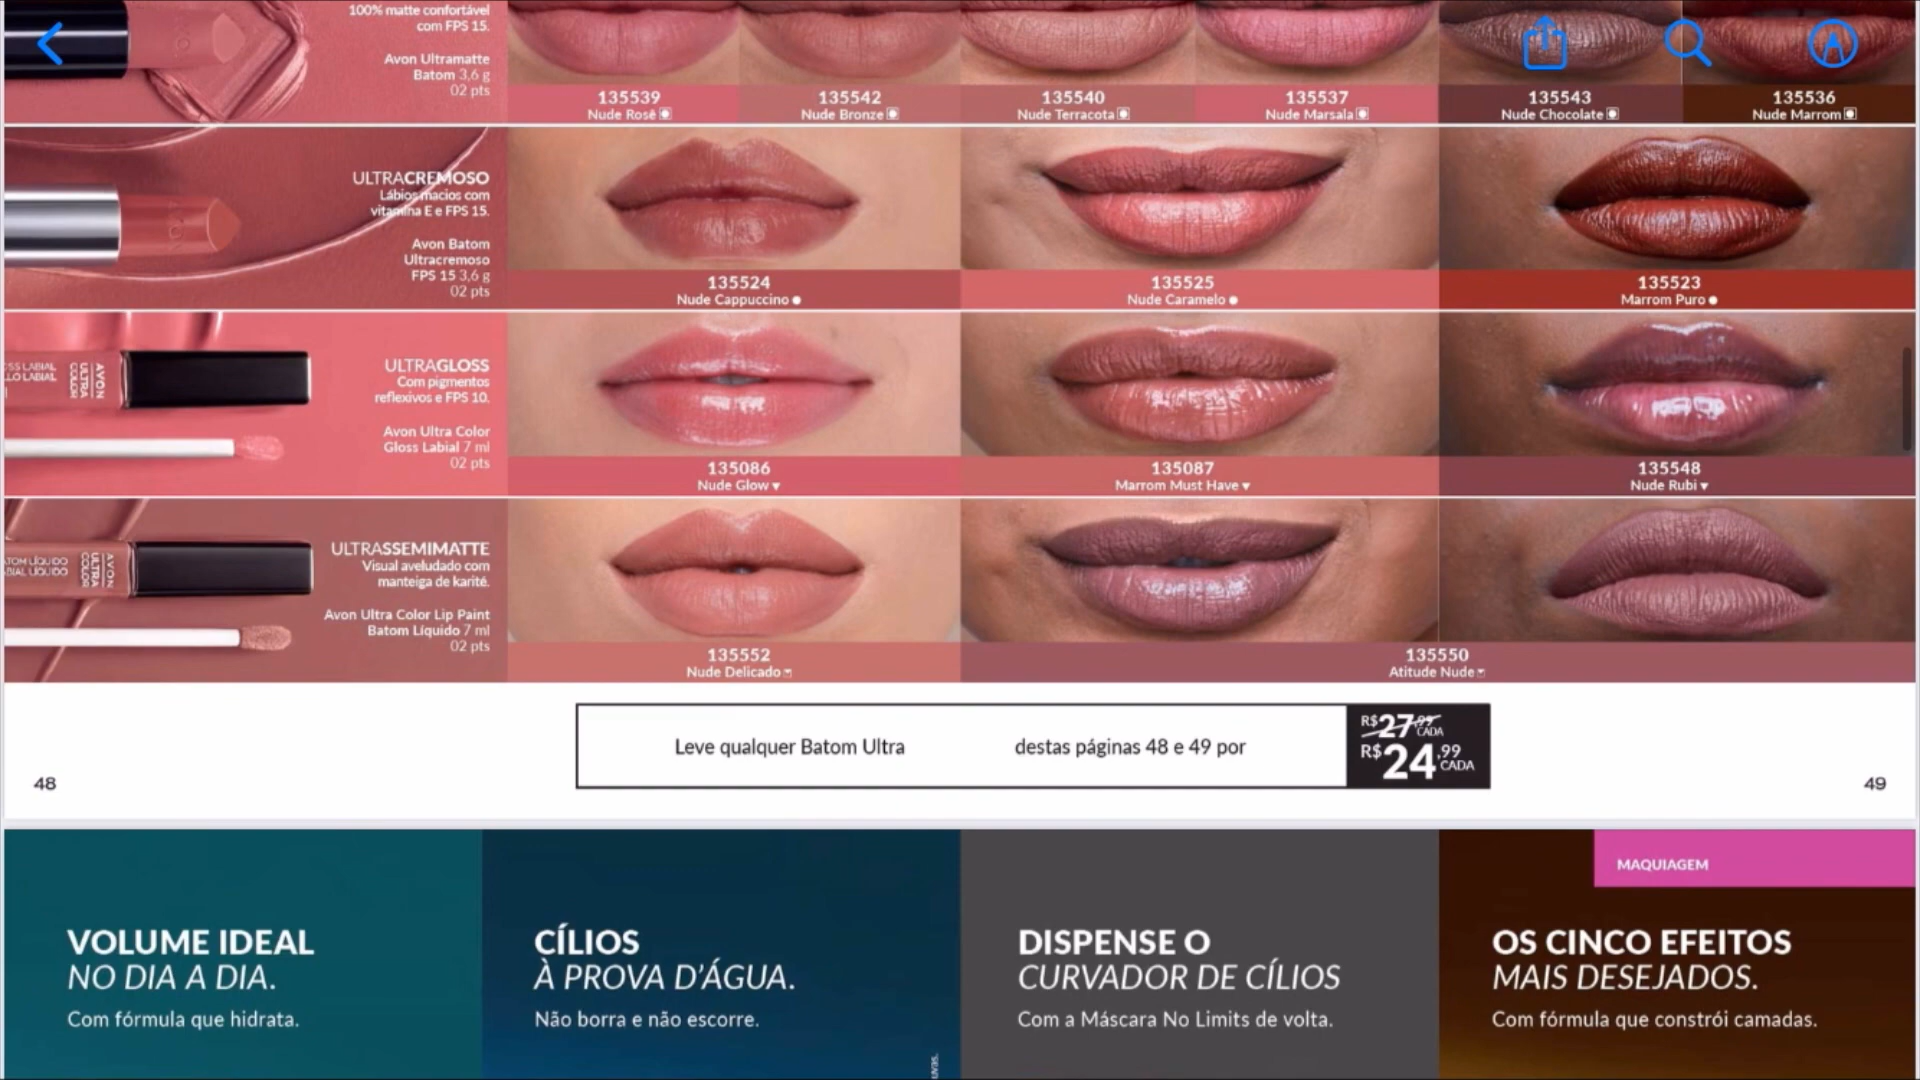 100% matte confortável
com FPS 15.
Avon Ultramatte
Batom 3,6 g
02 pts
135539
Nude Rosê
135542
Nude Bronze
135540
Nude Terracota
135537
Nude Marsala
135543
Nude Chocolate
135536
Nude Marrom
ULTRACREMOSO
Lábios macios com
vitamina E e FPS 15.
Avon Batom
Ultracremoso
FPS 15 3,6 g
02 pts
135524
Nude Cappuccino
135525
Nude Caramelo
135523
Marrom Puro
AVON
ULTRA
COLOR
ULTRAGLOSS
Com pigmentos
reflexivos e FPS 10.
Avon Ultra Color
Gloss Labial 7 ml
02 pts
135086
Nude Glow
135087
Marrom Must Have
135548
Nude Rubi
AVON
ULTRA
COLOR
ULTRASSEMIMATTE
Visual aveludado com
manteiga de karité.
Avon Ultra Color Lip Paint
Batom Líquido 7 ml
02 pts
135552
Nude Delicado
135550
Atitude Nude
Leve qualquer Batom Ultra destas páginas 48 e 49 por
R$27,99 CADA
R$24,99 CADA
48
49
MAQUIAGEM
VOLUME IDEAL
NO DIA A DIA.
Com fórmula que hidrata.
CÍLIOS
À PROVA D'ÁGUA.
Não borra e não escorre.
DISPENSE O
CURVADOR DE CÍLIOS
Com a Máscara No Limits de volta.
OS CINCO EFEITOS
MAIS DESEJADOS.
Com fórmula que constrói camadas.